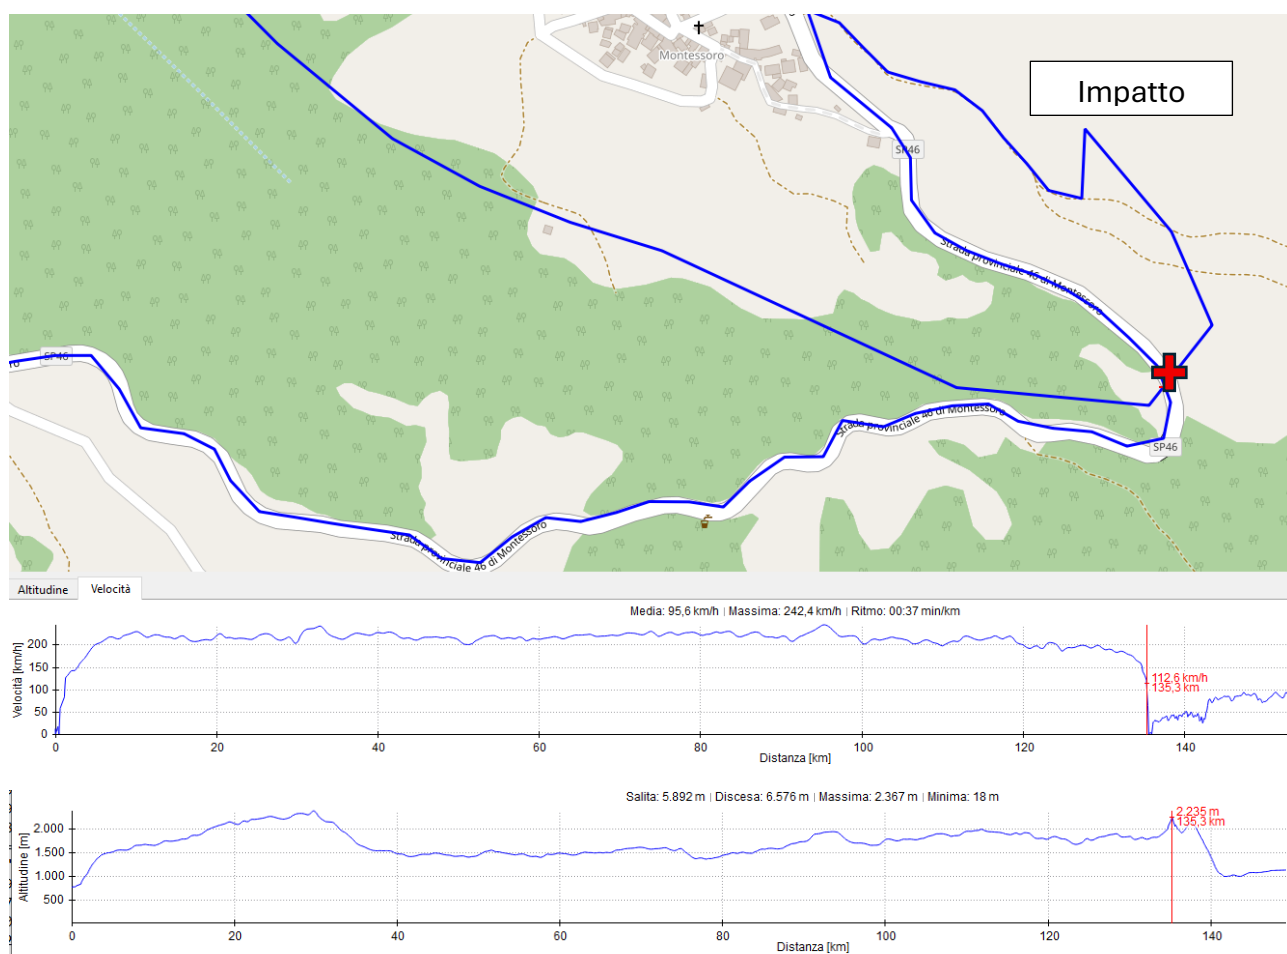 Montessoro
Impatto
SP46
Strada provinciale 46 di Montessoro
ro
SP46
Strada provinciale 46 di Montessoro
SP46
Strada provinciale 46 di Montessoro
Altitudine
Velocità
Media: 95,6 km/h | Massima: 242,4 km/h | Ritmo: 00:37 min/km
Velocità [km/h]
200
150
100
50
0
112,6 km/h
135,3 km
0 20 40 60 80 100 120 140
Distanza [km]
Salita: 5.892 m | Discesa: 6.576 m | Massima: 2.367 m | Minima: 18 m
Altitudine [m]
2.000
1.500
1.000
500
2.235 m
135,3 km
0 20 40 60 80 100 120 140
Distanza [km]